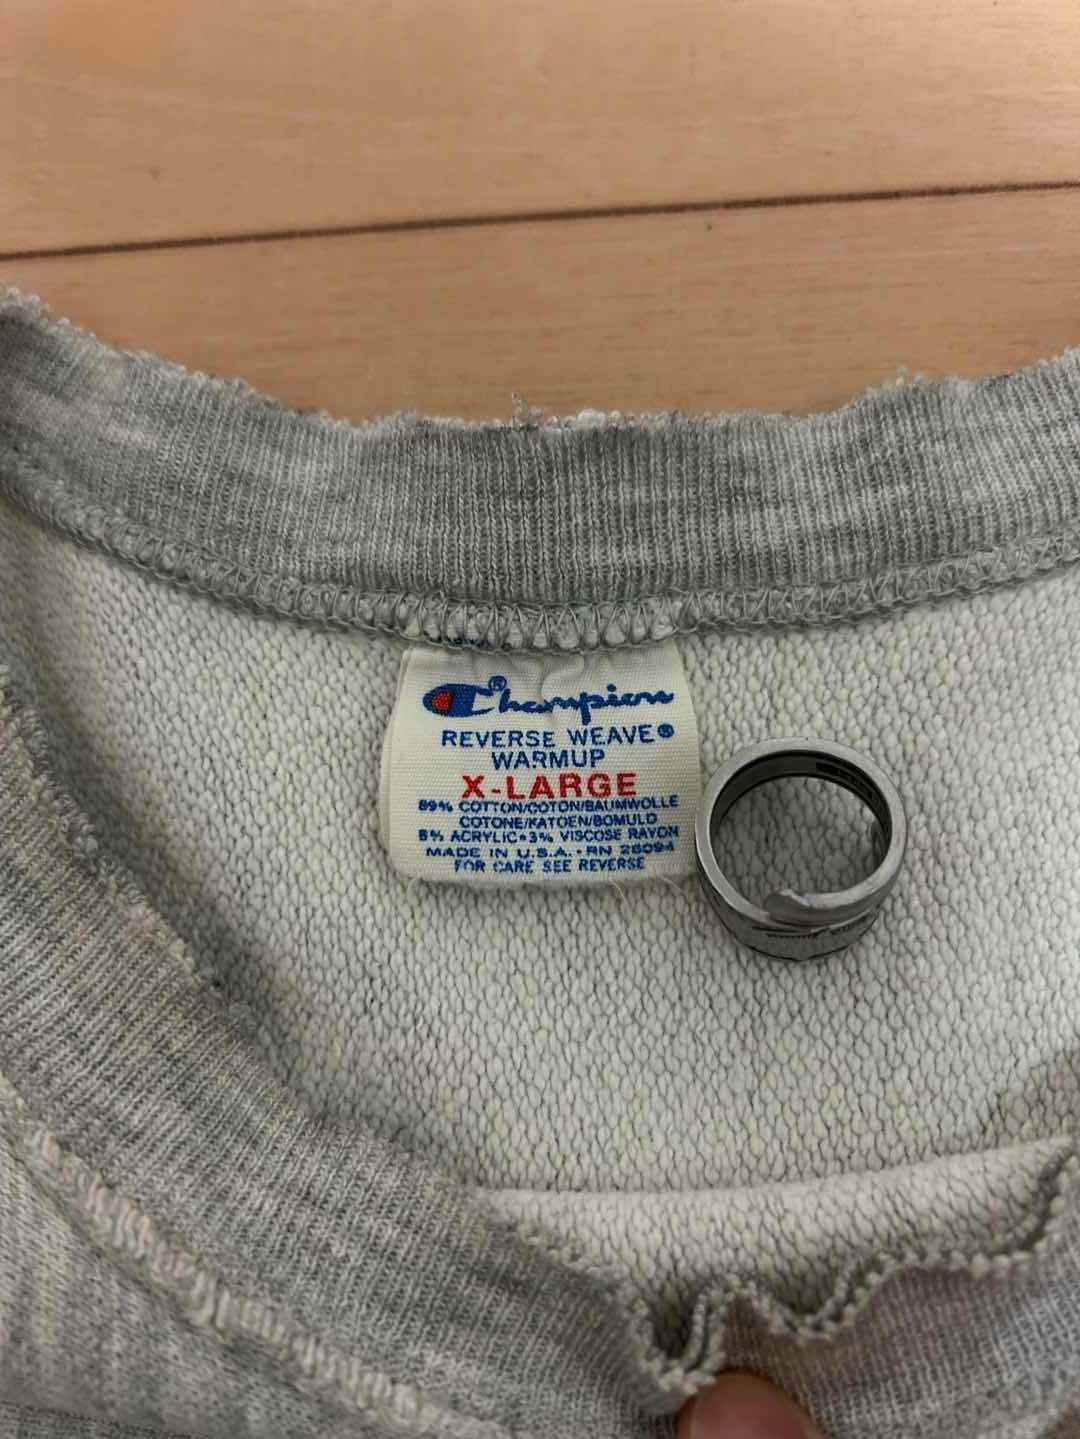 Champion®
REVERSE WEAVE®
WARMUP
X-LARGE
89% COTTON/COTON/BAUMWOLLE
COTONE/KATOEN/BOMULD
8% ACRYLIC•3% VISCOSE RAYON
MADE IN U.S.A.•RN 26094
FOR CARE SEE REVERSE